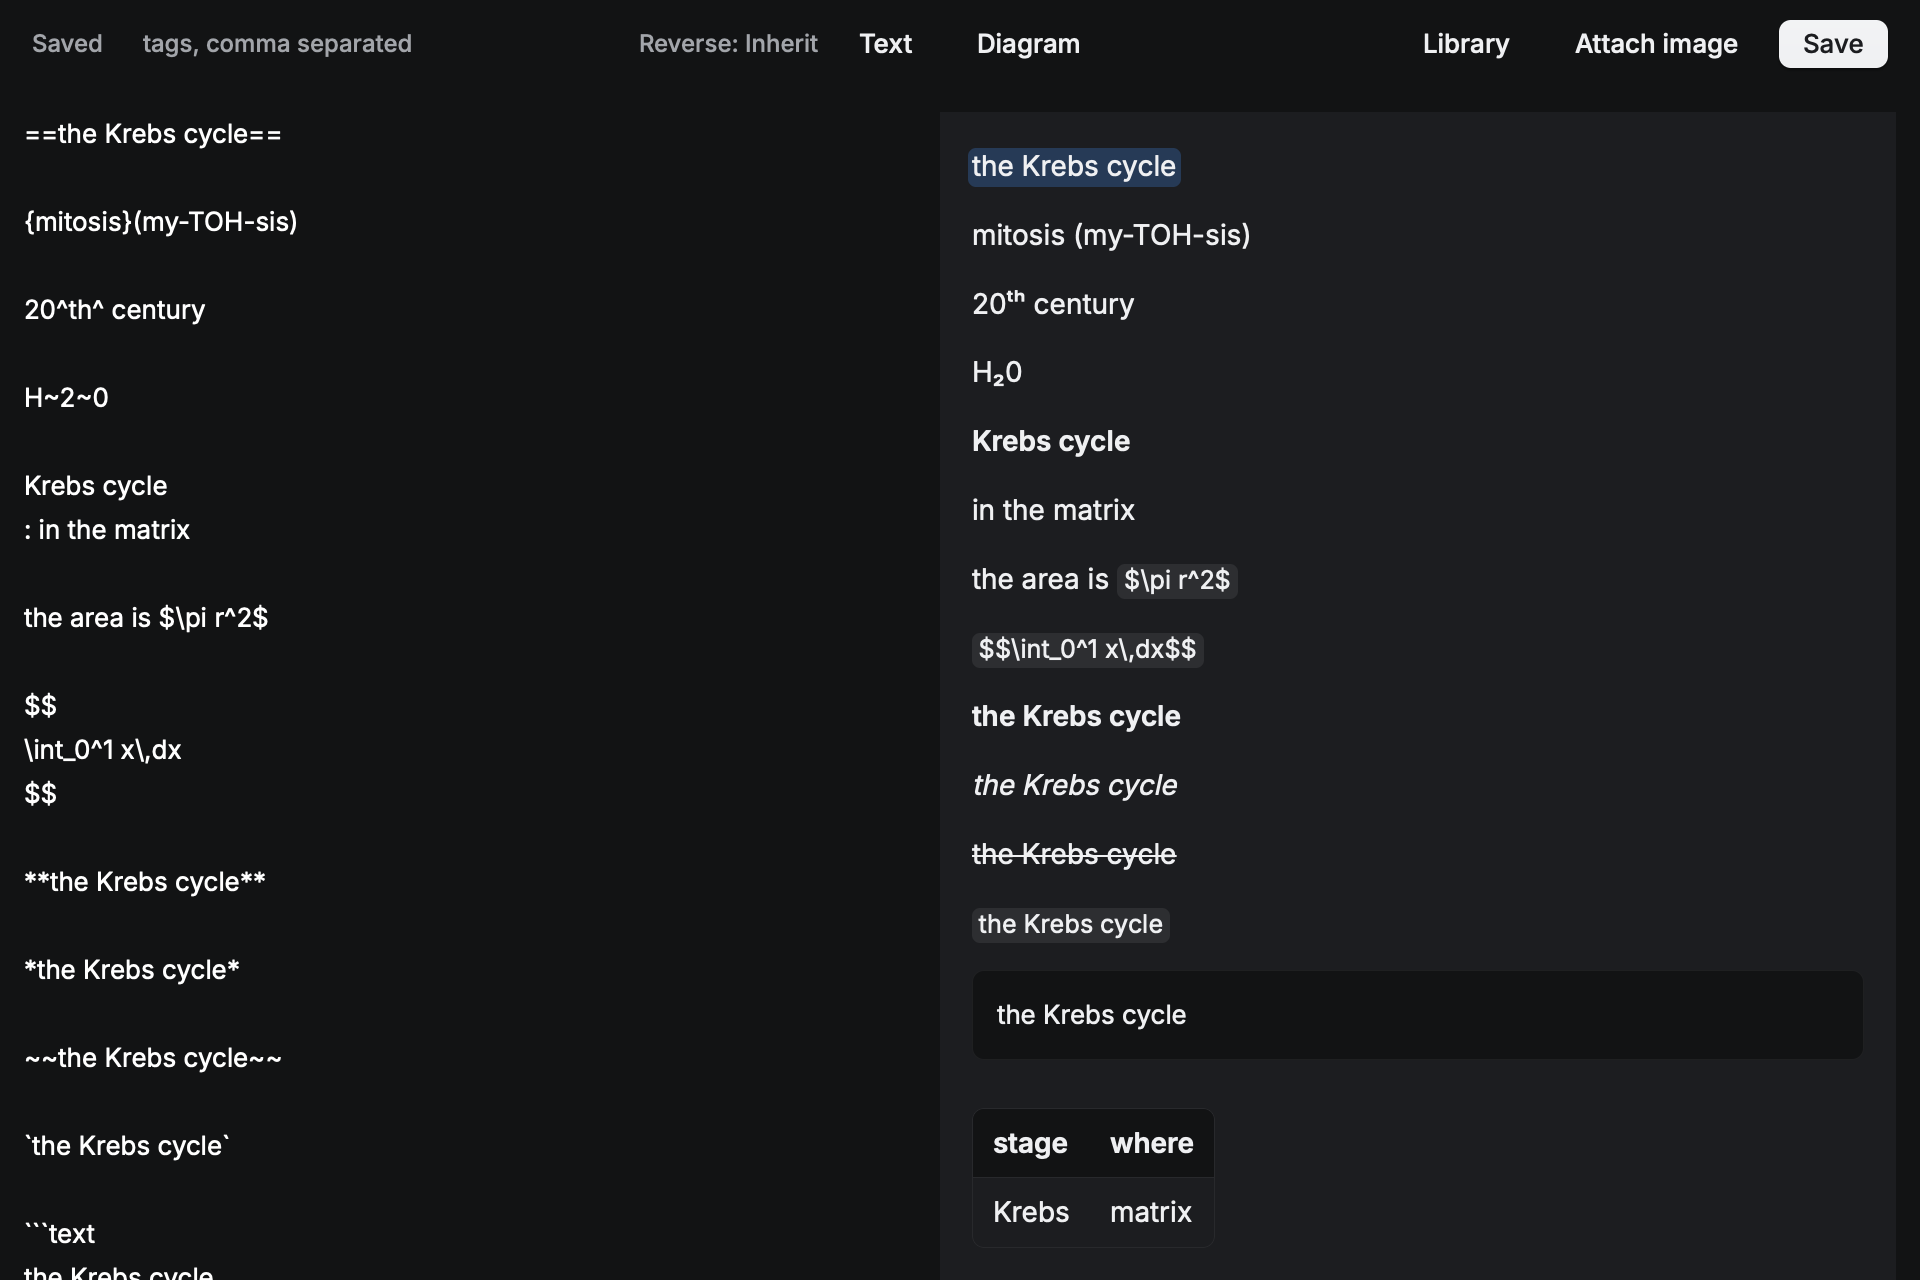 Saved tags, comma separated Reverse: Inherit Text Diagram Library Attach image Save
==the Krebs cycle==
{mitosis}(my-TOH-sis)
20^th^ century
H~2~0
Krebs cycle
: in the matrix
the area is $\pi r^2$
$$
\int_0^1 x\,dx
$$
**the Krebs cycle**
*the Krebs cycle*
~~the Krebs cycle~~
`the Krebs cycle`
```text
the Krebs cycle
the Krebs cycle
mitosis (my-TOH-sis)
20ᵗʰ century
H₂0
Krebs cycle
in the matrix
the area is $\pi r^2$
$$\int_0^1 x\,dx$$
the Krebs cycle
the Krebs cycle
the Krebs cycle
the Krebs cycle
the Krebs cycle
stage where
Krebs matrix